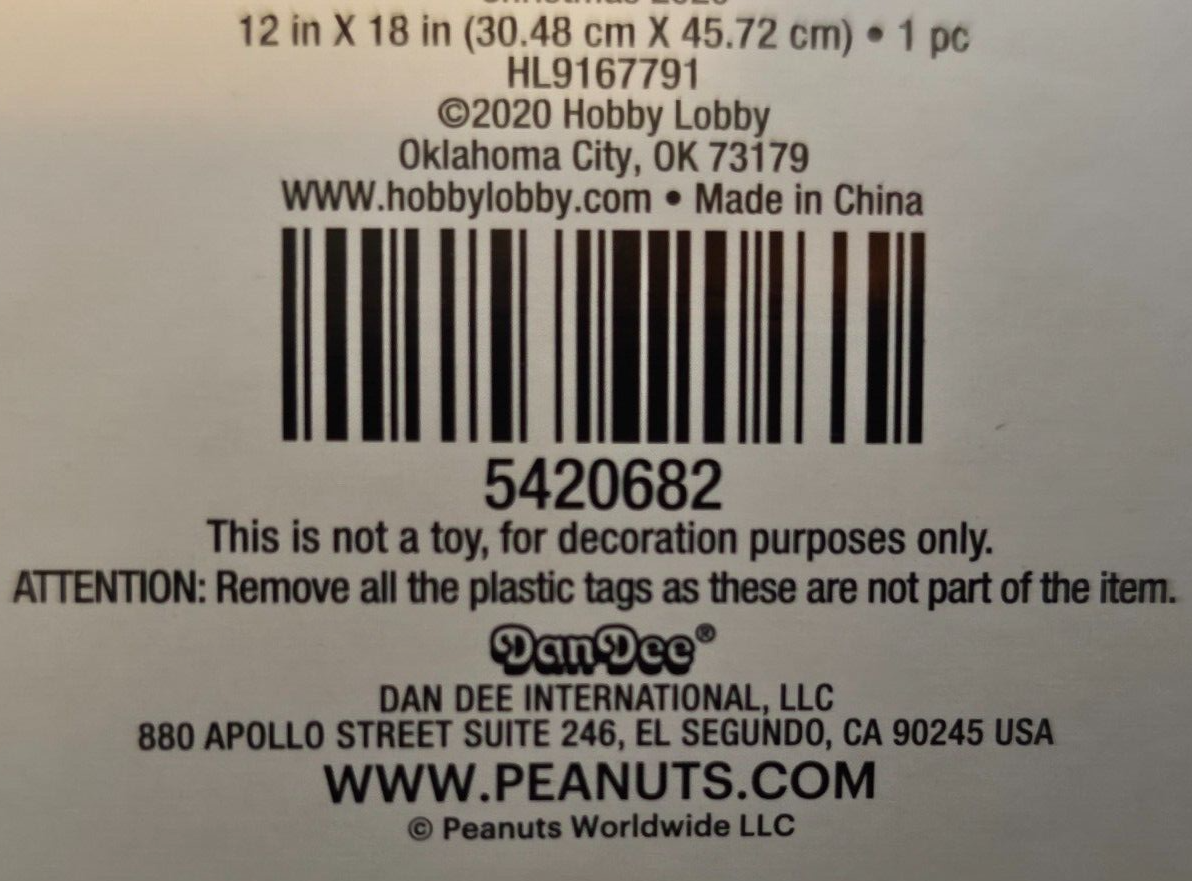 12 in X 18 in (30.48 cm X 45.72 cm) • 1 pc
HL9167791
©2020 Hobby Lobby
Oklahoma City, OK 73179
WWW.hobbylobby.com • Made in China
5420682
This is not a toy, for decoration purposes only.
ATTENTION: Remove all the plastic tags as these are not part of the item.
DanDee®
DAN DEE INTERNATIONAL, LLC
880 APOLLO STREET SUITE 246, EL SEGUNDO, CA 90245 USA
WWW.PEANUTS.COM
© Peanuts Worldwide LLC